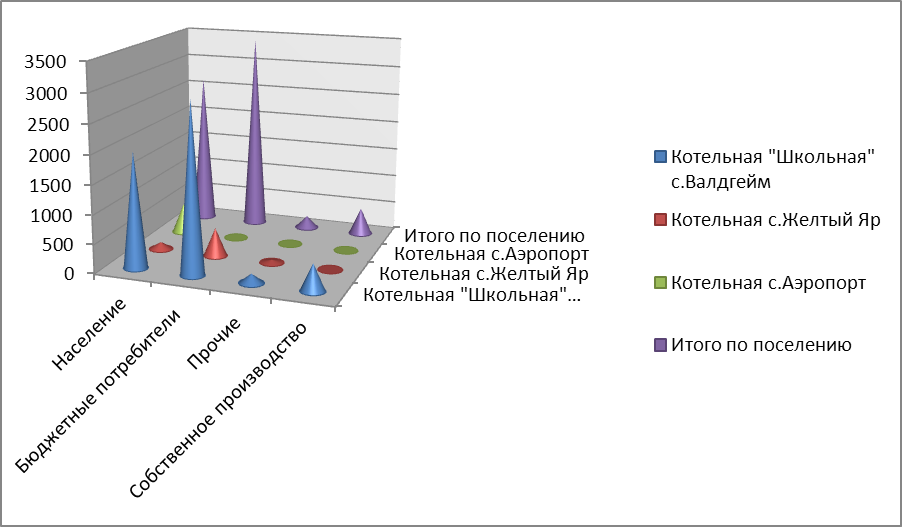 3500
3000
2500
2000
1500
1000
500
0
Население
Бюджетные потребители
Прочие
Собственное производство
Итого по поселению
Котельная с.Аэропорт
Котельная с.Желтый Яр
Котельная "Школьная"...
Котельная "Школьная"
с.Валдгейм
Котельная с.Желтый Яр
Котельная с.Аэропорт
Итого по поселению